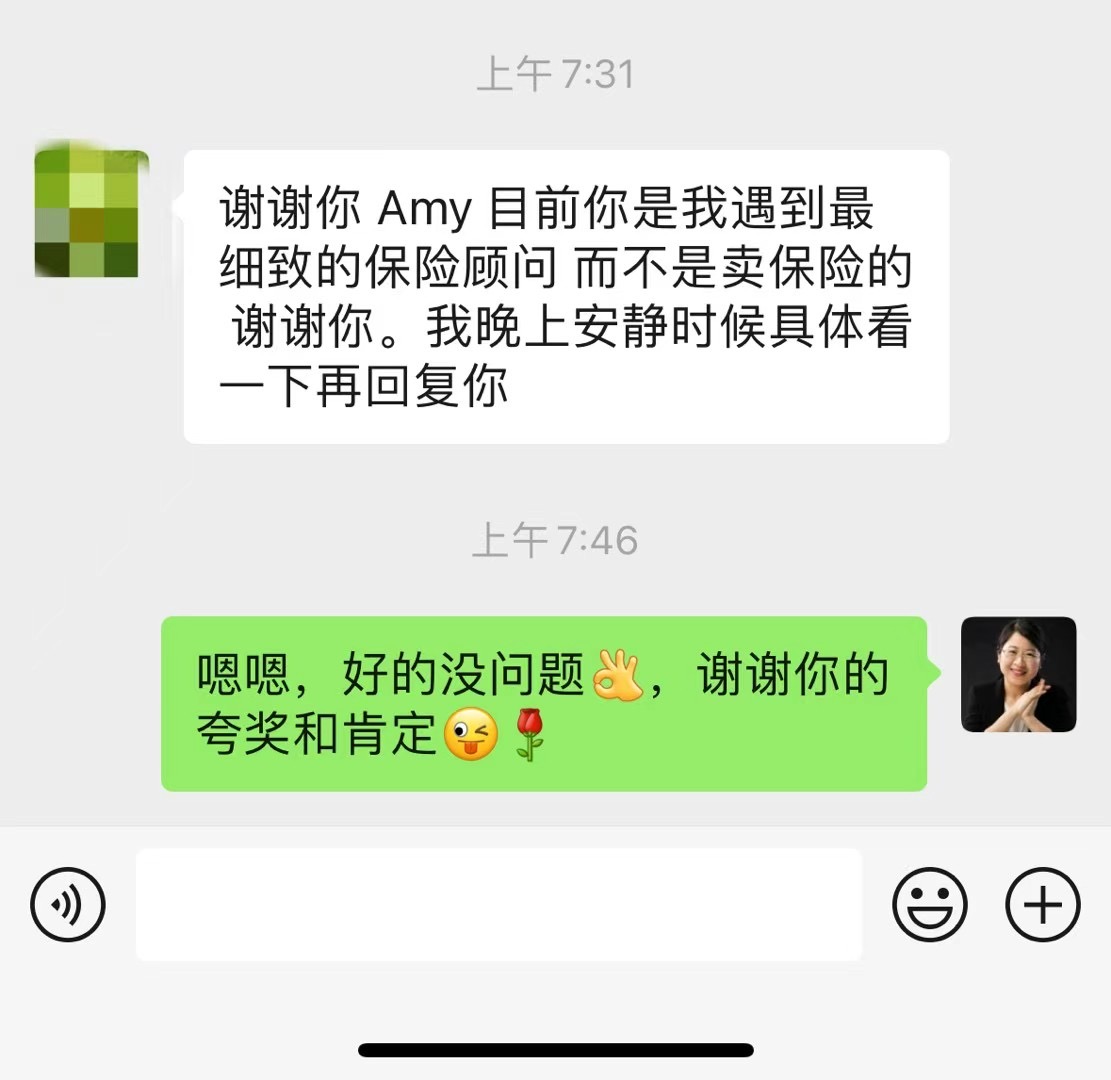 上午 7:31
谢谢你 Amy 目前你是我遇到最
细致的保险顾问 而不是卖保险的
谢谢你。我晚上安静时候具体看
一下再回复你
上午 7:46
嗯嗯，好的没问题👌，谢谢你的
夸奖和肯定😜🌹